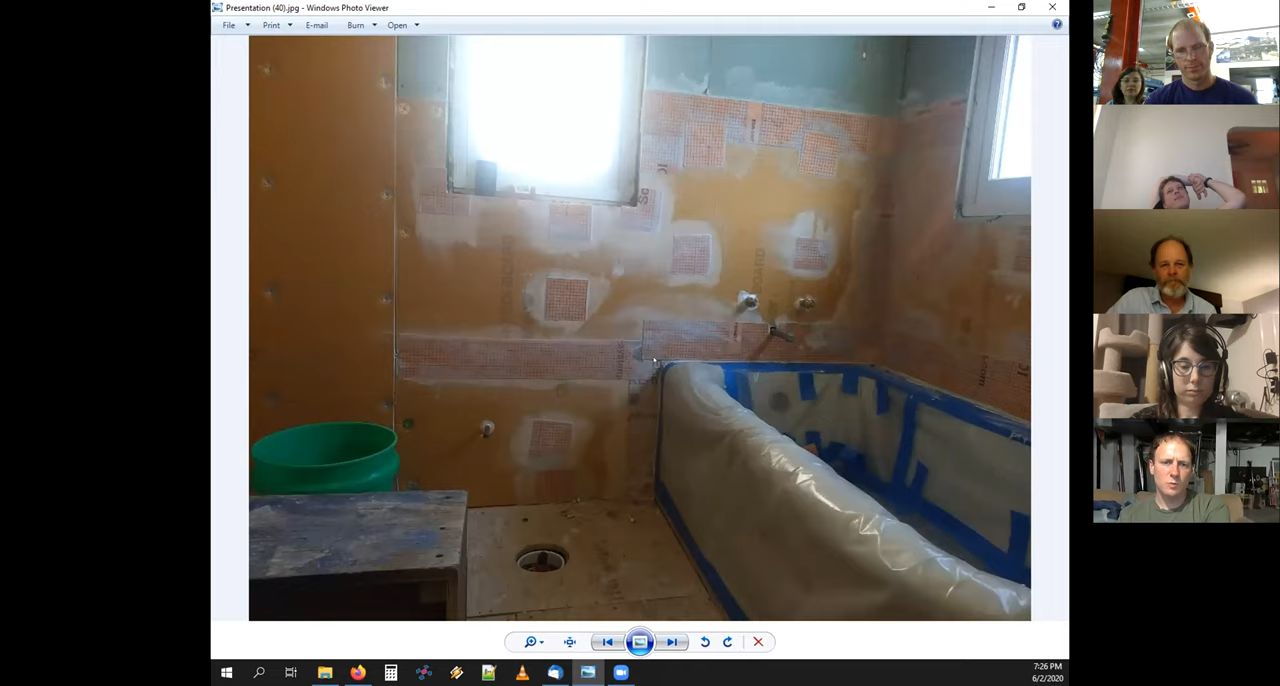 Presentation (40).jpg - Windows Photo Viewer
File Print E-mail Burn Open
7:26 PM
6/2/2020